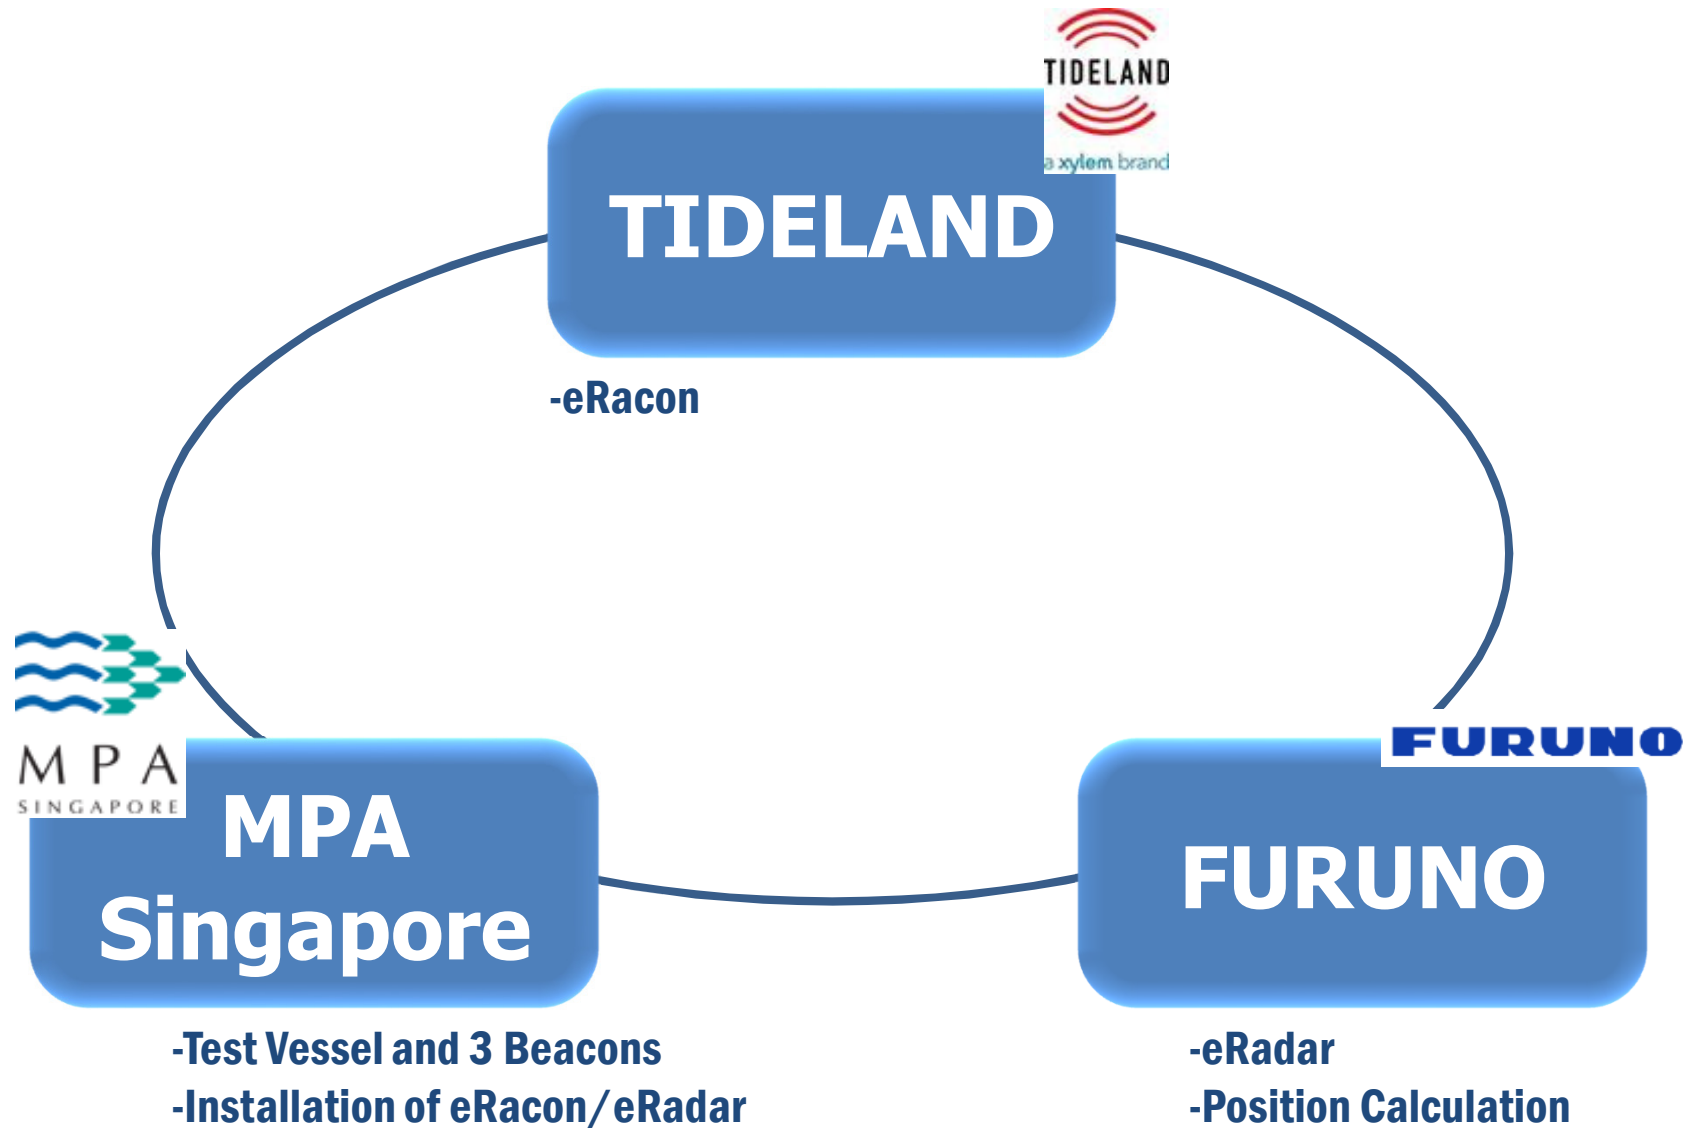 TIDELAND
a xylem brand
TIDELAND
-eRacon
MPA
SINGAPORE
MPA
Singapore
-Test Vessel and 3 Beacons
-Installation of eRacon/eRadar
FURUNO
FURUNO
-eRadar
-Position Calculation